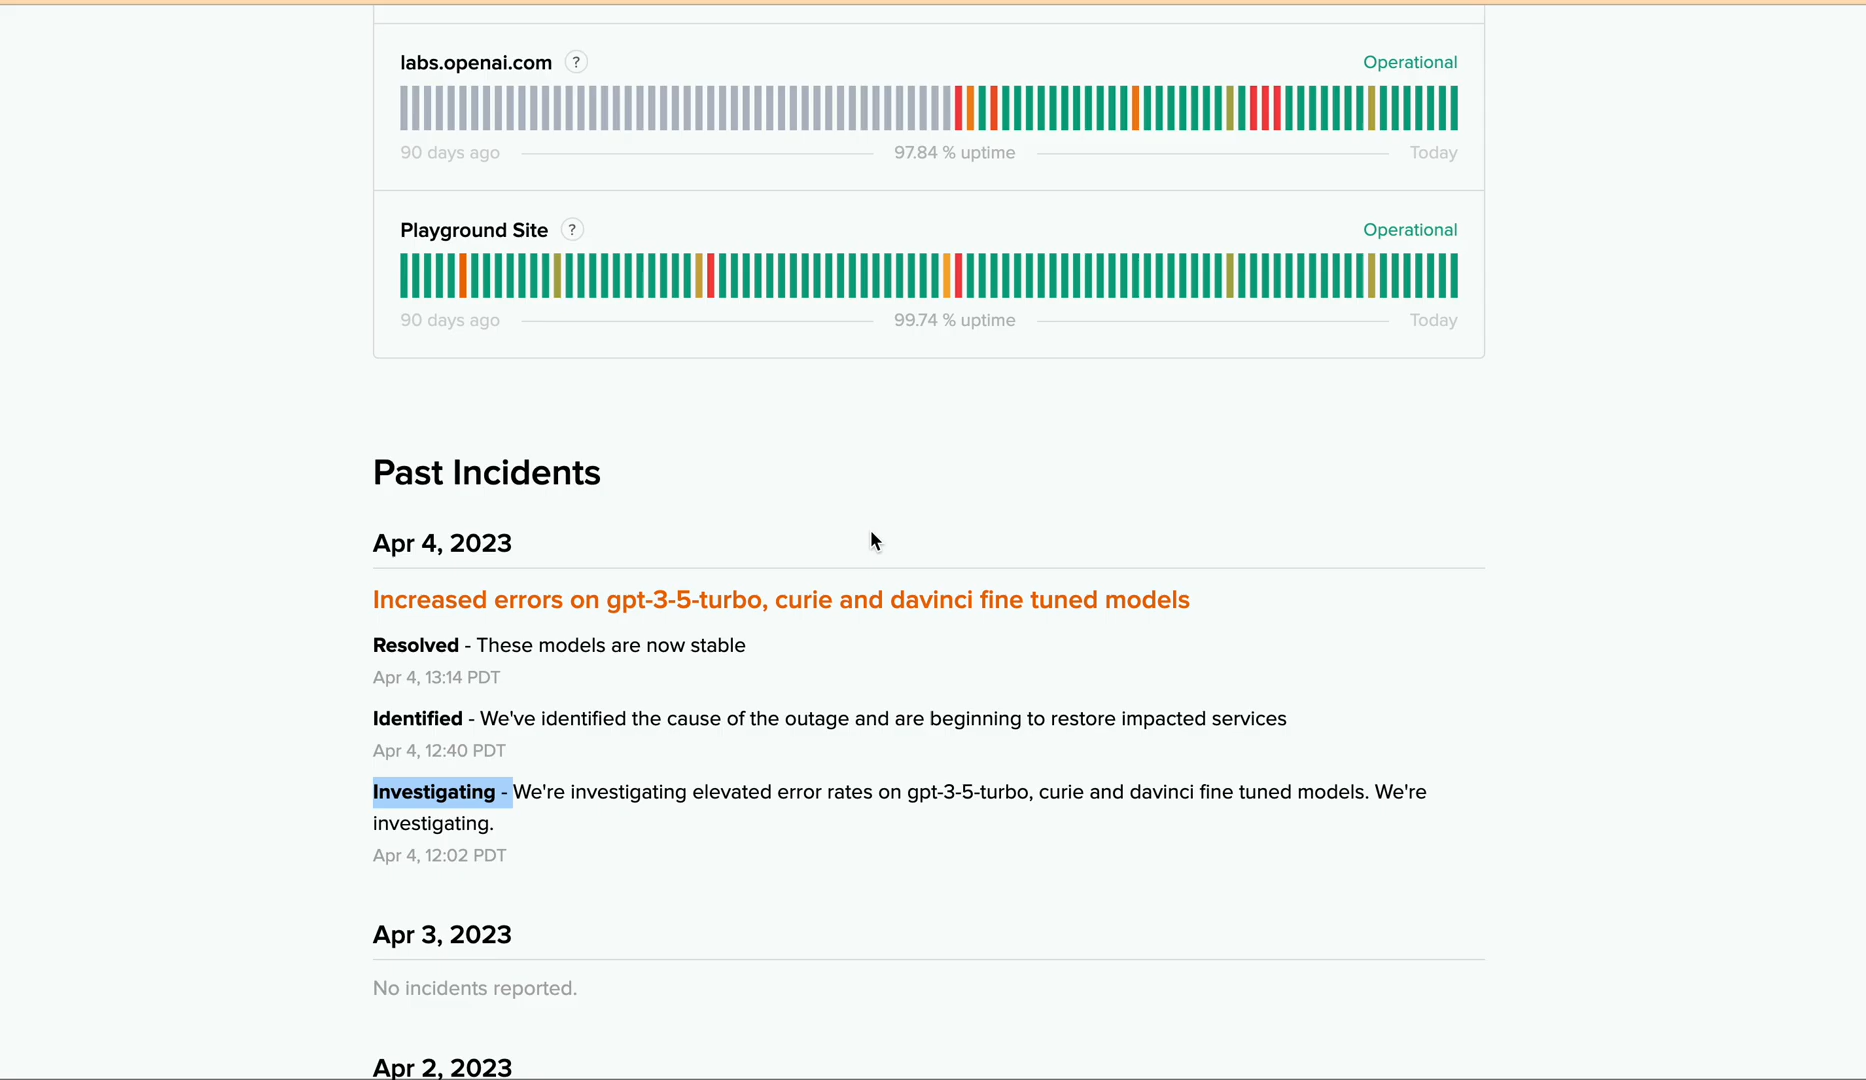 labs.openai.com ? Operational
90 days ago 97.84 % uptime Today
Playground Site ? Operational
90 days ago 99.74 % uptime Today
Past Incidents
Apr 4, 2023
Increased errors on gpt-3-5-turbo, curie and davinci fine tuned models
Resolved - These models are now stable
Apr 4, 13:14 PDT
Identified - We've identified the cause of the outage and are beginning to restore impacted services
Apr 4, 12:40 PDT
Investigating - We're investigating elevated error rates on gpt-3-5-turbo, curie and davinci fine tuned models. We're
investigating.
Apr 4, 12:02 PDT
Apr 3, 2023
No incidents reported.
Apr 2, 2023